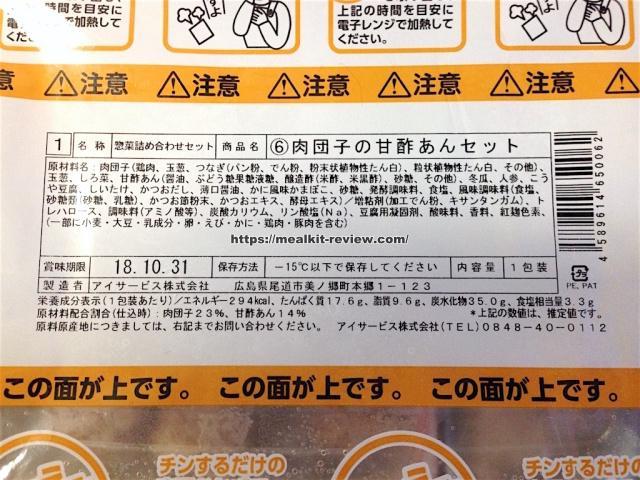 電子レンジで加熱して
ください。
上記の時間を目安に
電子レンジで加熱して
ください。
注意 注意 注意 注意 注意
1 名称 惣菜詰め合わせセット 商品名 ⑥肉団子の甘酢あんセット
原材料名:肉団子(鶏肉、玉葱、つなぎ(パン粉、でん粉、粉末状植物性たん白)、粒状植物性たん白、その他)、
玉葱、しろ菜、甘酢あん(醤油、ぶどう糖果糖液糖、醸造酢(米酢、米黒酢)、砂糖、その他)、冬瓜、人参、こう
や豆腐、しいたけ、かつおだし、薄口醤油、かに風味かまぼこ、砂糖、発酵調味料、食塩、風味調味料(食塩、
砂糖類(砂糖、乳糖)、かつお節粉末、かつおエキス、酵母エキス)/増粘剤(加工でん粉、キサンタンガム)、ト
レハロース、調味料(アミノ酸等)、炭酸カリウム、リン酸塩(Na)、豆腐用凝固剤、酸味料、香料、紅麹色素、
(一部に小麦・大豆・乳成分・卵・えび・かに・鶏肉・豚肉を含む)
https://mealkit-review.com/
賞味期限 18.10.31 保存方法 −15℃以下で保存してください 内容量 1包装
製造者 アイサービス株式会社 広島県尾道市美ノ郷町本郷1−123
栄養成分表示(1包装あたり)/エネルギー294kcal、たんぱく質17.6g、脂質9.6g、炭水化物35.0g、食塩相当量3.3g
原材料配合割合(仕込時):肉団子23%、甘酢あん14% *上記の数値は、推定値です。
原料原産地につきましては、右記までお問い合わせ下さい。 アイサービス株式会社(TEL)0848−40−0112
4 589614 650062
プラ
PE, PAT
この面が上です。 この面が上です。 この面が上です。
チンするだけの
チンするだけの